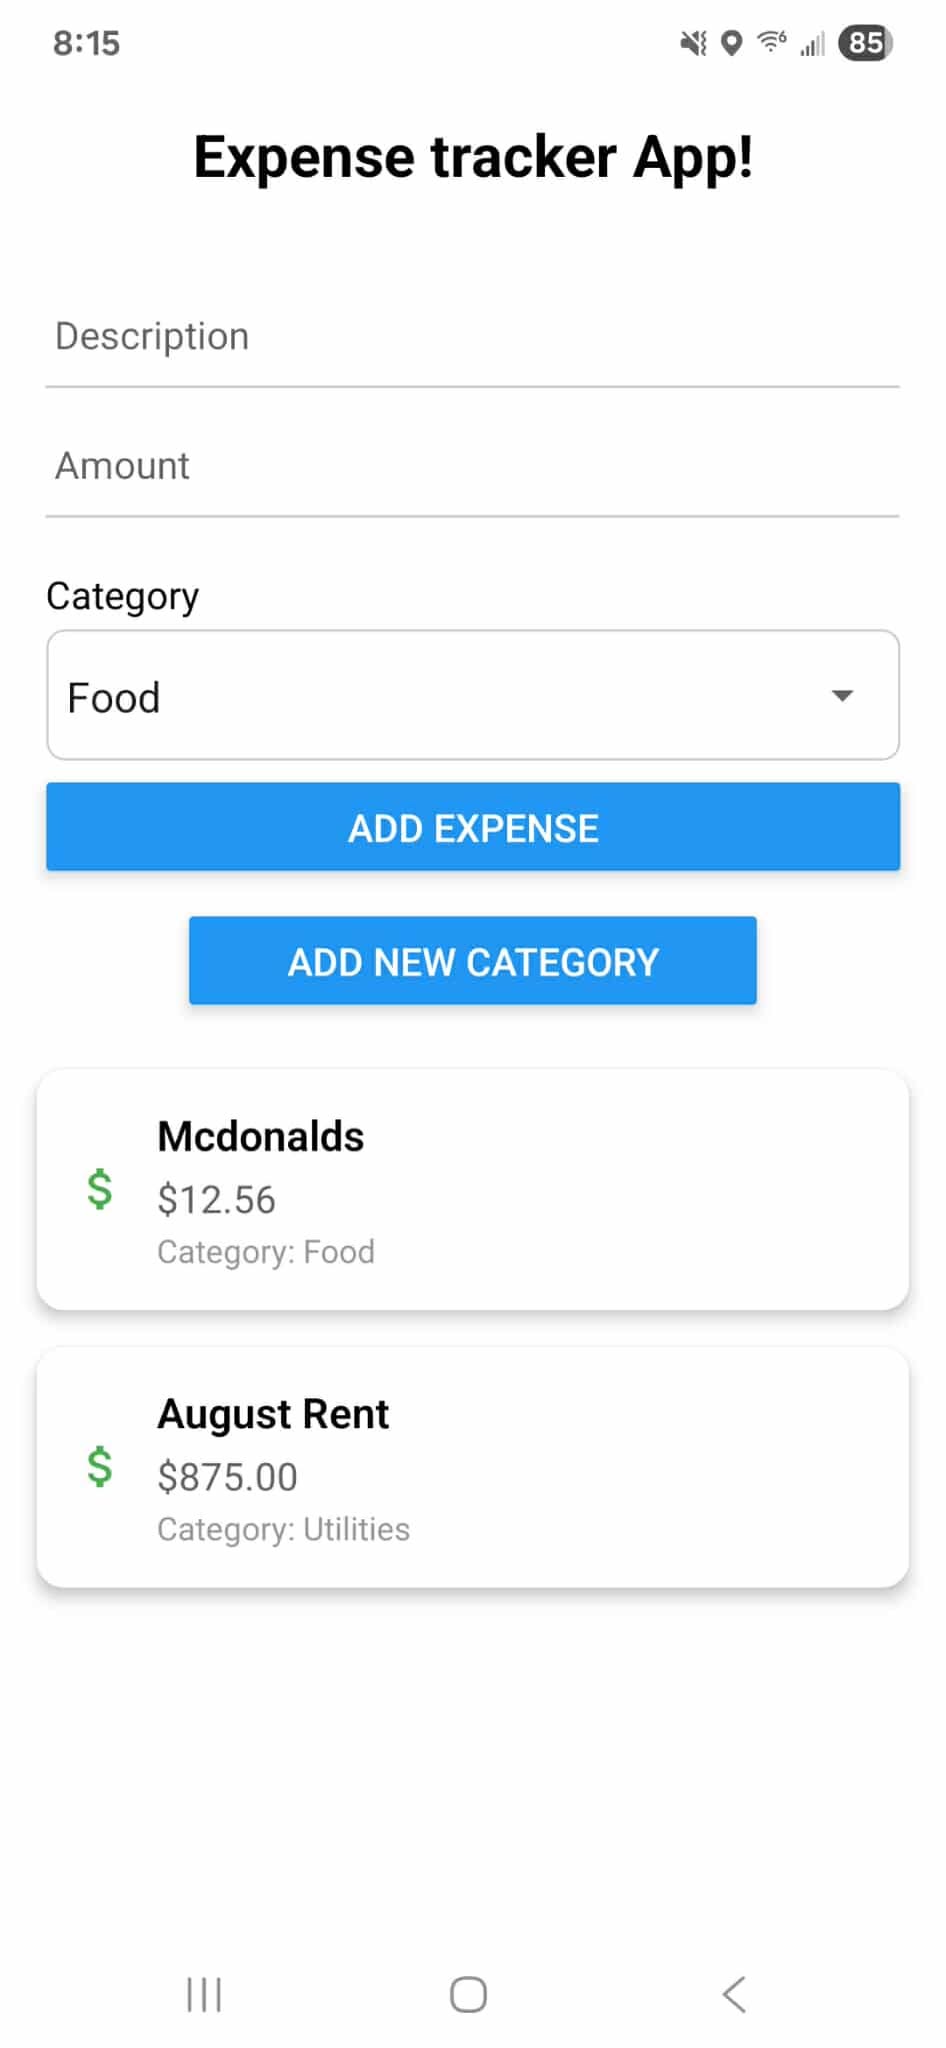 8:15 6 85
Expense tracker App!
Description
Amount
Category
Food
ADD EXPENSE
ADD NEW CATEGORY
Mcdonalds
$ $12.56
Category: Food
August Rent
$ $875.00
Category: Utilities